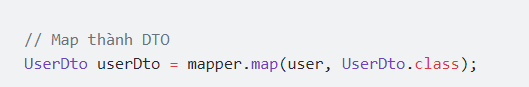 // Map thành DTO
UserDto userDto = mapper.map(user, UserDto.class);